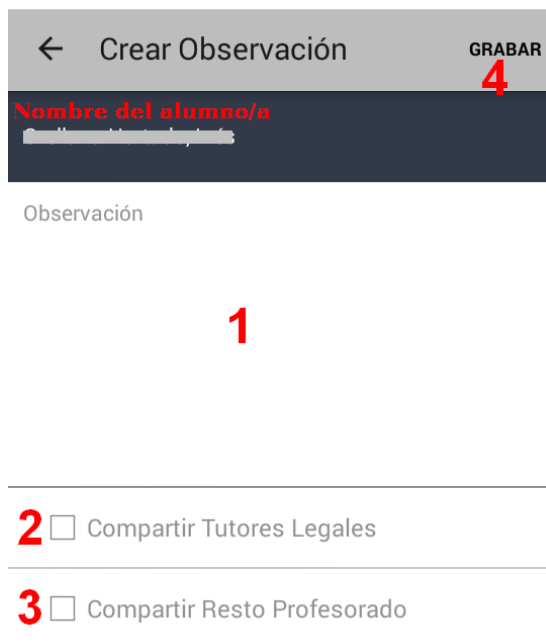 ← Crear Observación GRABAR
4
Nombre del alumno/a
Observación
1
2 Compartir Tutores Legales
3 Compartir Resto Profesorado